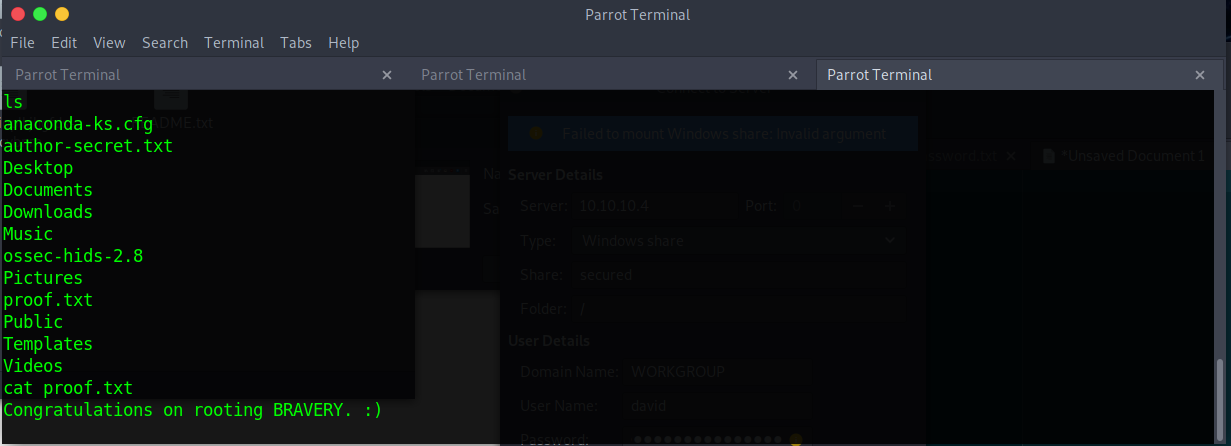 Parrot Terminal
File Edit View Search Terminal Tabs Help
Parrot Terminal × Parrot Terminal × Parrot Terminal ×
ls
anaconda-ks.cfg
author-secret.txt
Desktop
Documents
Downloads
Music
ossec-hids-2.8
Pictures
proof.txt
Public
Templates
Videos
cat proof.txt
Congratulations on rooting BRAVERY. :)
DME.txt
Failed to mount Windows share: Invalid argument
ssword.txt × *Unsaved Document 1
Na
Server Details
Sa
Server: 10.10.10.4 Port: 0 — +
Type: Windows share
Share: secured
Folder: /
User Details
Domain Name: WORKGROUP
User Name: david
Password: